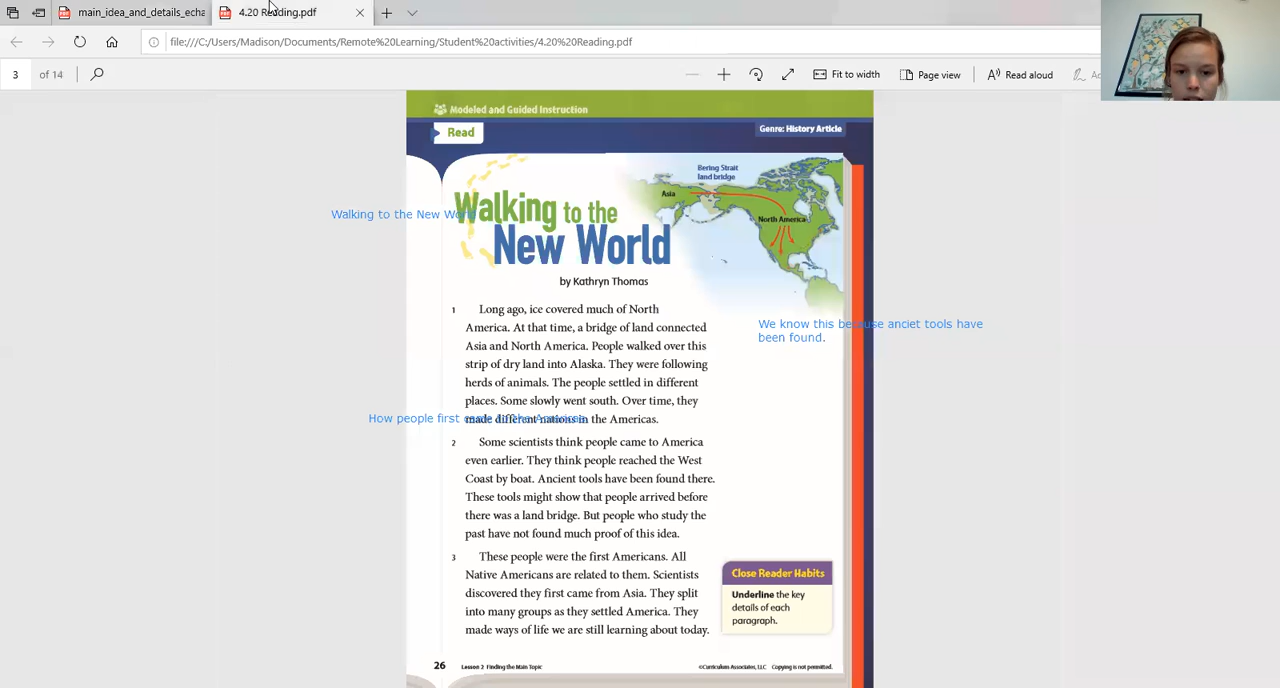 main_idea_and_details_echs
4.20 Reading.pdf
file:///C:/Users/Madison/Documents/Remote%20Learning/Student%20activities/4.20%20Reading.pdf
3 of 14
Fit to width
Page view
Read aloud
Modeled and Guided Instruction
Read
Genre: History Article
Bering Strait
land bridge
Asia
North America
Walking to the New World
Walking to the
New World
by Kathryn Thomas
We know this because anciet tools have
been found.
1 Long ago, ice covered much of North
America. At that time, a bridge of land connected
Asia and North America. People walked over this
strip of dry land into Alaska. They were following
herds of animals. The people settled in different
places. Some slowly went south. Over time, they
made different nations in the Americas.
How people first
2 Some scientists think people came to America
even earlier. They think people reached the West
Coast by boat. Ancient tools have been found there.
These tools might show that people arrived before
there was a land bridge. But people who study the
past have not found much proof of this idea.
3 These people were the first Americans. All
Native Americans are related to them. Scientists
discovered they first came from Asia. They split
into many groups as they settled America. They
made ways of life we are still learning about today.
Close Reader Habits
Underline the key
details of each
paragraph.
26 Lesson 2 Finding the Main Topic
©Curriculum Associates, LLC Copying is not permitted.